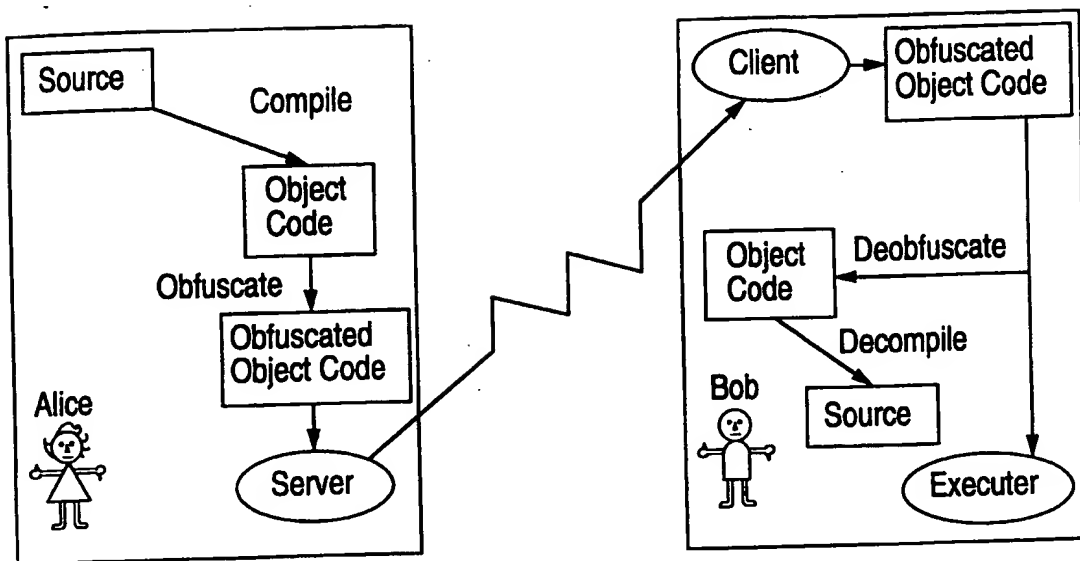 Source
Compile
Object
Code
Obfuscate
Obfuscated
Object Code
Alice
Server
Client
Obfuscated
Object Code
Object
Code
Deobfuscate
Decompile
Bob
Source
Executer